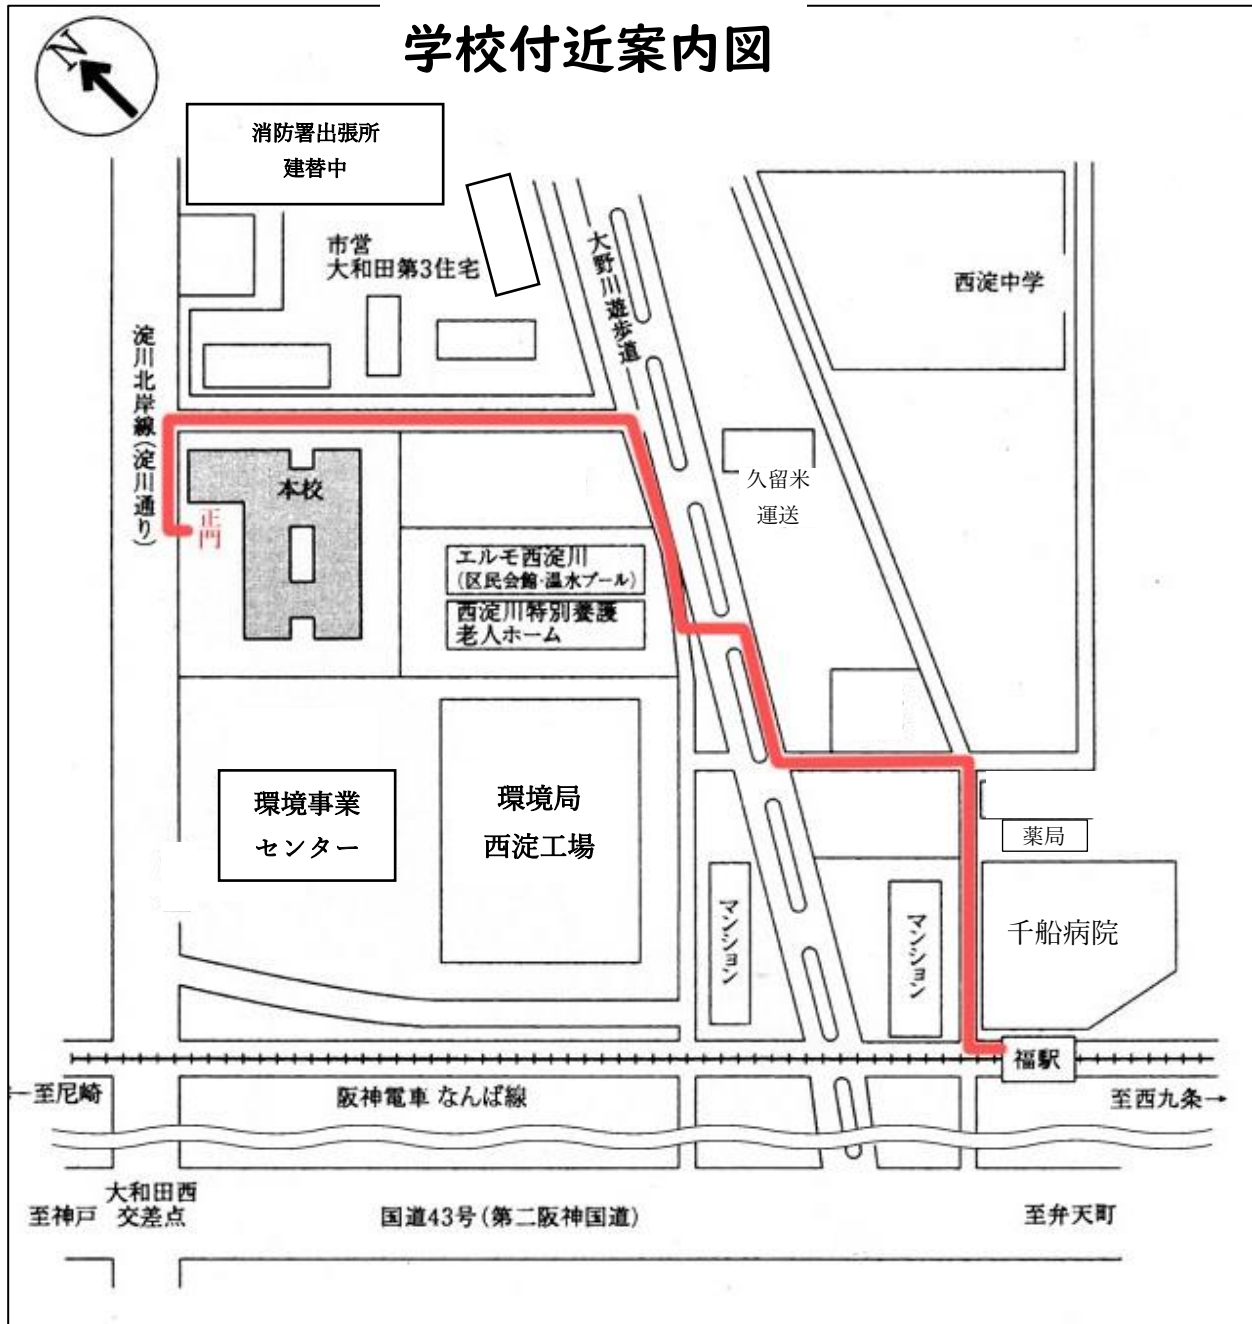 学校付近案内図
N
消防署出張所
建替中
市営
大和田第3住宅
大野川遊歩道
西淀中学
淀川北岸線(淀川通り)
本校
正門
久留米
運送
エルモ西淀川
(区民会館・温水プール)
西淀川特別養護
老人ホーム
環境事業
センター
環境局
西淀工場
薬局
マンション
マンション
千船病院
福駅
←至尼崎
阪神電車 なんば線
至西九条→
大和田西
交差点
至神戸
国道43号(第二阪神国道)
至弁天町